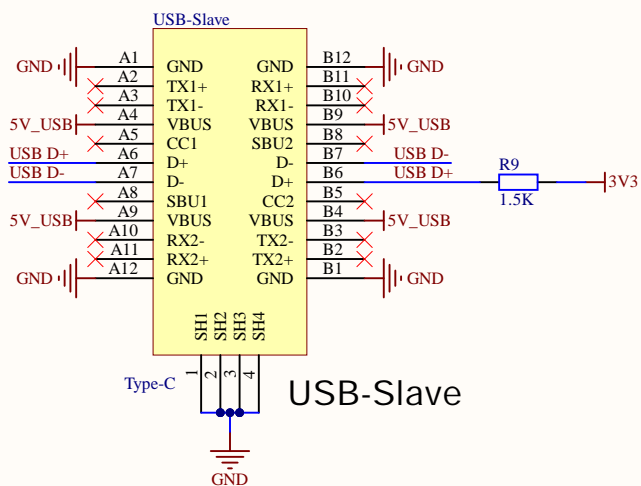 USB-Slave
GND A1 GND GND B12 GND
A2 TX1+ RX1+ B11
A3 TX1- RX1- B10
5V_USB A4 VBUS VBUS B9 5V_USB
A5 CC1 SBU2 B8
USB D+ A6 D+ D- B7 USB D-
USB D- A7 D- D+ B6 USB D+ R9
A8 SBU1 CC2 B5 1.5K 3V3
5V_USB A9 VBUS VBUS B4 5V_USB
A10 RX2- TX2- B3
A11 RX2+ TX2+ B2
GND A12 GND GND B1 GND
SH1 SH2 SH3 SH4
1 2 3 4
Type-C USB-Slave
GND